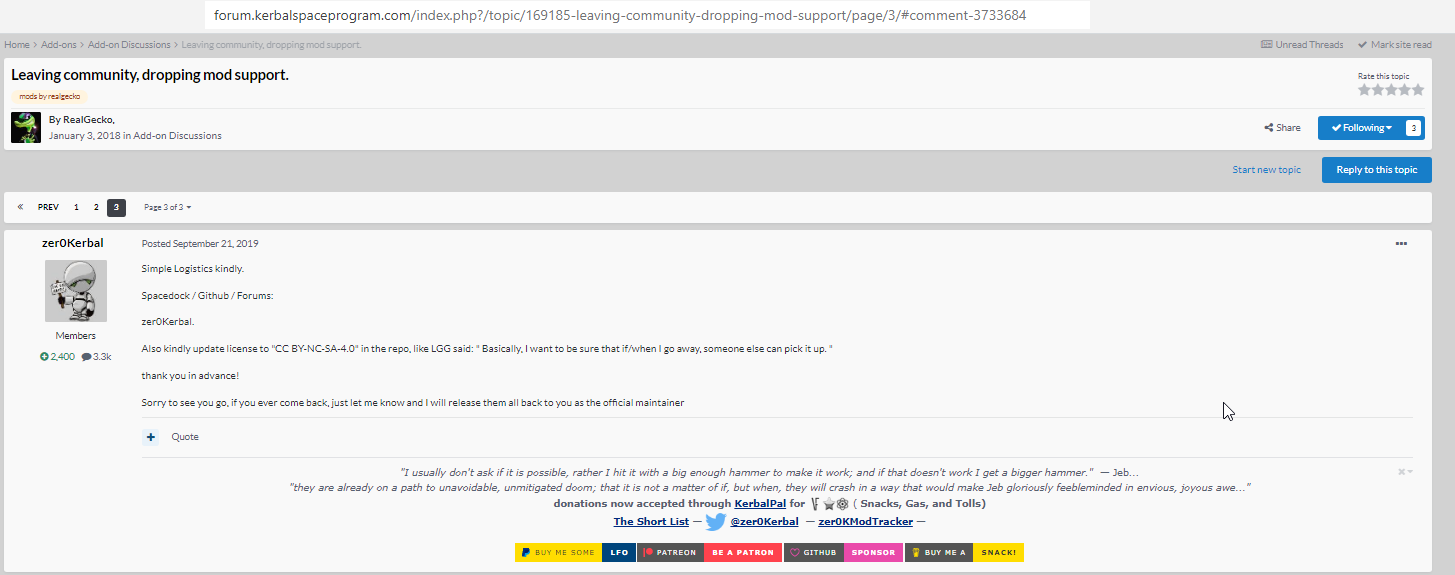 forum.kerbalspaceprogram.com/index.php?/topic/169185-leaving-community-dropping-mod-support/page/3/#comment-3733684
Home > Add-ons > Add-on Discussions > Leaving community, dropping mod support.
Unread Threads Mark site read
Leaving community, dropping mod support.
mods by realgecko
Rate this topic
By RealGecko,
January 3, 2018 in Add-on Discussions
Share
Following 3
Start new topic
Reply to this topic
« PREV 1 2 3 Page 3 of 3
zer0Kerbal
Members
2,400 3.3k
Posted September 21, 2019
Simple Logistics kindly.
Spacedock / Github / Forums:
zer0Kerbal.
Also kindly update license to "CC BY-NC-SA-4.0" in the repo, like LGG said: " Basically, I want to be sure that if/when I go away, someone else can pick it up. "
thank you in advance!
Sorry to see you go, if you ever come back, just let me know and I will release them all back to you as the official maintainer
+ Quote
"I usually don't ask if it is possible, rather I hit it with a big enough hammer to make it work; and if that doesn't work I get a bigger hammer." — Jeb...
"they are already on a path to unavoidable, unmitigated doom; that it is not a matter of if, but when, they will crash in a way that would make Jeb gloriously feebleminded in envious, joyous awe..."
donations now accepted through KerbalPal for ( Snacks, Gas, and Tolls)
The Short List — @zer0Kerbal — zer0KModTracker —
BUY ME SOME LFO PATREON BE A PATRON GITHUB SPONSOR BUY ME A SNACK!